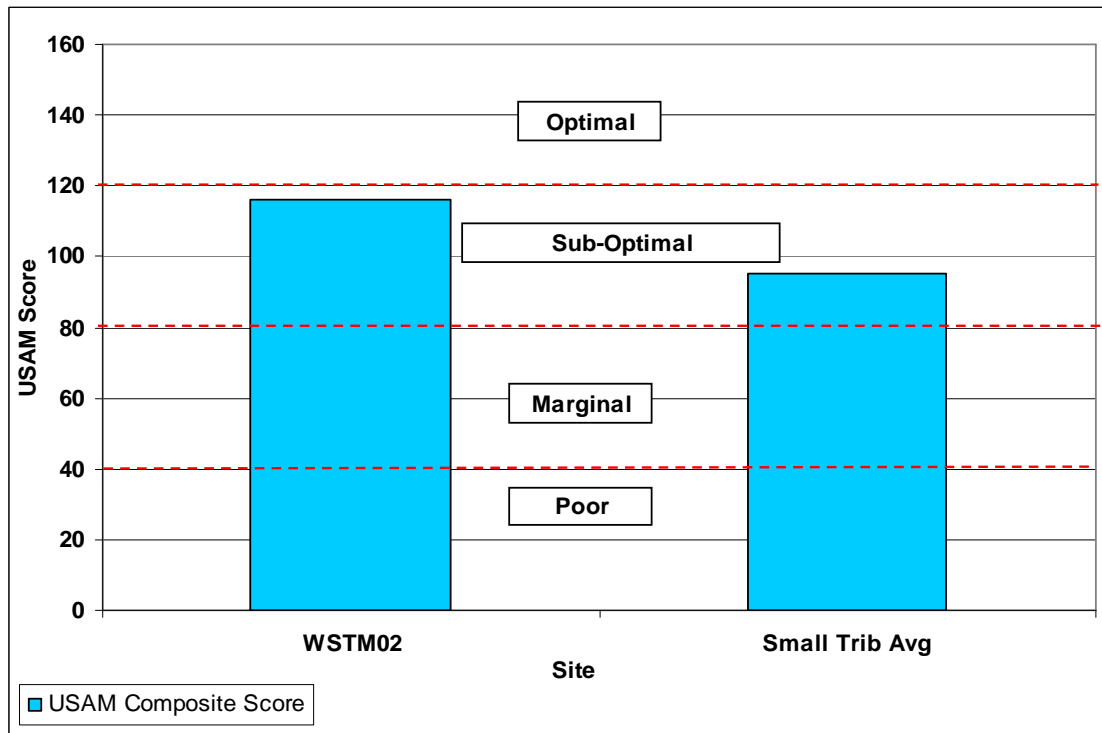 160
140
120
100
80
60
40
20
0
USAM Score
Optimal
Sub-Optimal
Marginal
Poor
WSTM02
Small Trib Avg
Site
USAM Composite Score